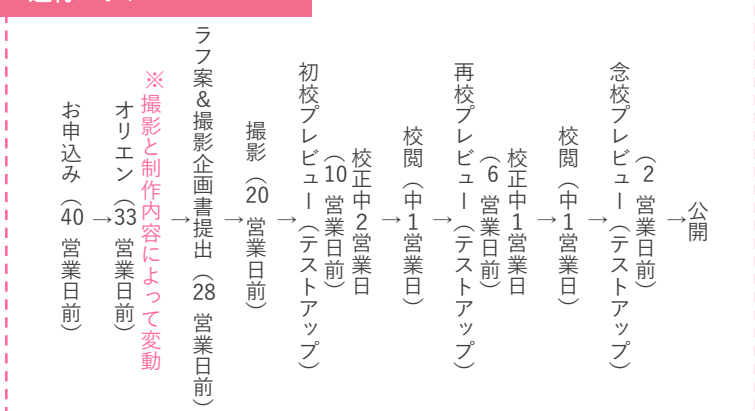 お申込み（40営業日前）
→
オリエン（33営業日前）
※撮影と制作内容によって変動
→
ラフ案＆撮影企画書提出（28営業日前）
→
撮影（20営業日前）
→
初校プレビュー（テストアップ）
（10営業日前）
校正中2営業日
→
校閲（中1営業日）
→
再校プレビュー（テストアップ）
（6営業日前）
校正中1営業日
→
校閲（中1営業日）
→
念校プレビュー（テストアップ）
（2営業日前）
→
公開